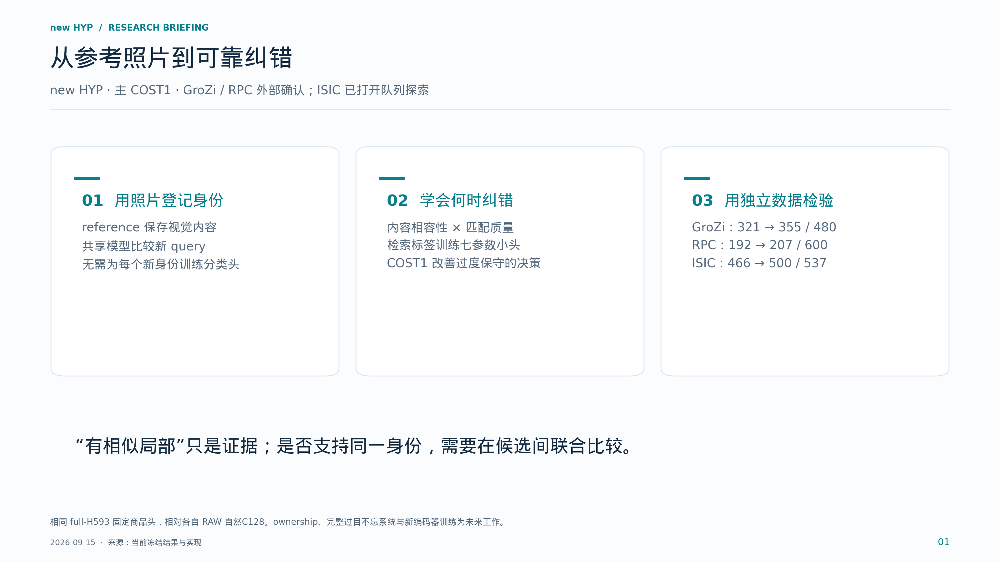 new HYP / RESEARCH BRIEFING
从参考照片到可靠纠错
new HYP · 主 COST1 · GroZi / RPC 外部确认；ISIC 已打开队列探索
01 用照片登记身份
reference 保存视觉内容
共享模型比较新 query
无需为每个新身份训练分类头
02 学会何时纠错
内容相容性 × 匹配质量
检索标签训练七参数小头
COST1 改善过度保守的决策
03 用独立数据检验
GroZi：321 → 355 / 480
RPC：192 → 207 / 600
ISIC：466 → 500 / 537
“有相似局部”只是证据；是否支持同一身份，需要在候选间联合比较。
相同 full-H593 固定商品头，相对各自 RAW 自然C128。ownership、完整过目不忘系统与新编码器训练为未来工作。
2026-09-15 · 来源：当前冻结结果与实现
01